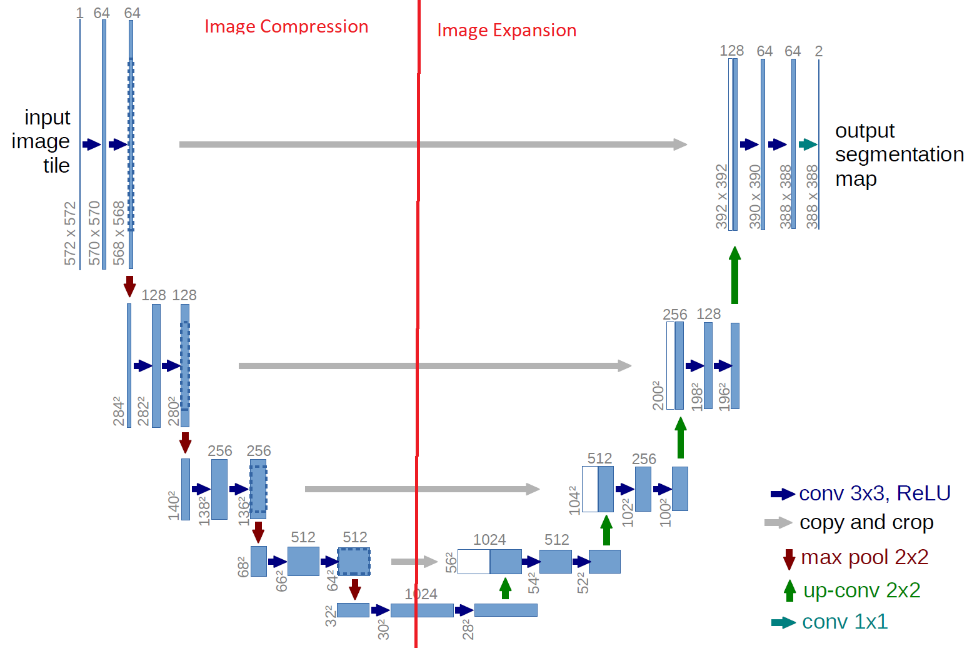 Image Compression
Image Expansion
1 64 64
input
image
tile
572 x 572
570 x 570
568 x 568
128 64 64 2
392 x 392
390 x 390
388 x 388
388 x 388
output
segmentation
map
128 128
284²
282²
280²
256 128
200²
198²
196²
256 256
140²
138²
136²
512 256
104²
102²
100²
512 512
68²
66²
64²
1024 512
56²
54²
52²
1024
32²
30²
28²
conv 3x3, ReLU
copy and crop
max pool 2x2
up-conv 2x2
conv 1x1